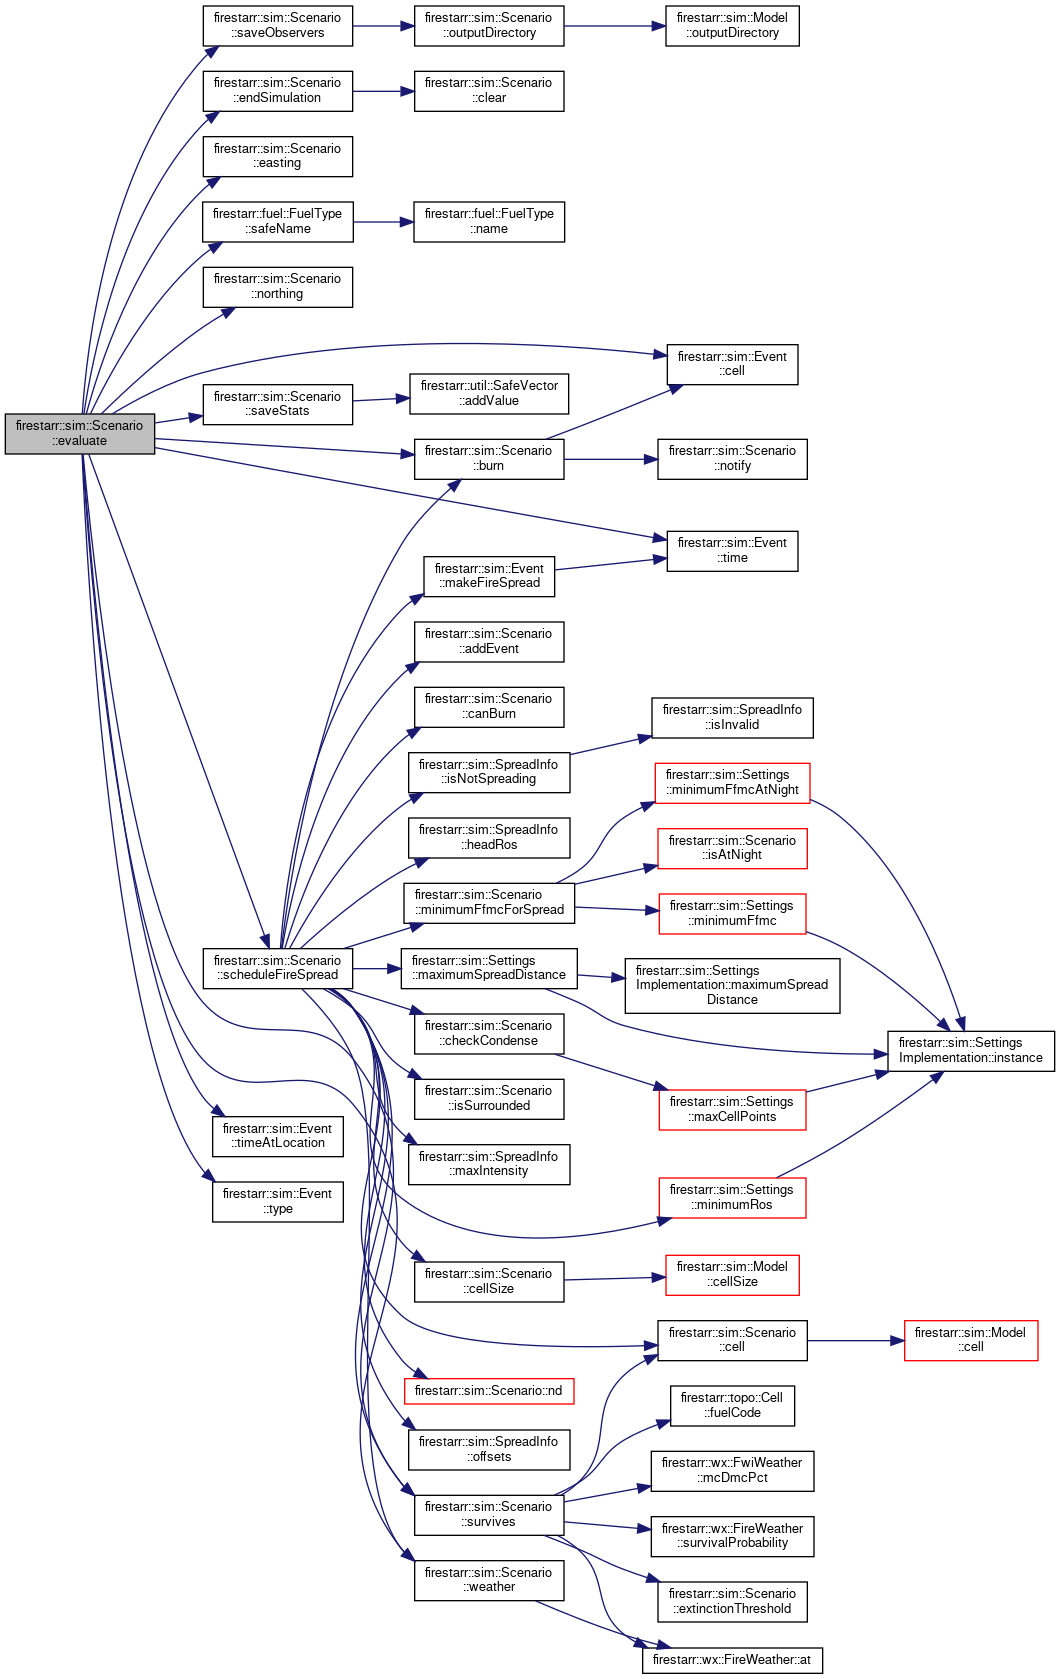 firestarr::sim::Scenario
::saveObservers
firestarr::sim::Scenario
::outputDirectory
firestarr::sim::Model
::outputDirectory
firestarr::sim::Scenario
::endSimulation
firestarr::sim::Scenario
::clear
firestarr::sim::Scenario
::easting
firestarr::fuel::FuelType
::safeName
firestarr::fuel::FuelType
::name
firestarr::sim::Scenario
::northing
firestarr::sim::Event
::cell
firestarr::sim::Scenario
::saveStats
firestarr::util::SafeVector
::addValue
firestarr::sim::Scenario
::evaluate
firestarr::sim::Scenario
::burn
firestarr::sim::Scenario
::notify
firestarr::sim::Event
::time
firestarr::sim::Event
::makeFireSpread
firestarr::sim::Scenario
::addEvent
firestarr::sim::Scenario
::canBurn
firestarr::sim::SpreadInfo
::isInvalid
firestarr::sim::SpreadInfo
::isNotSpreading
firestarr::sim::Settings
::minimumFfmcAtNight
firestarr::sim::SpreadInfo
::headRos
firestarr::sim::Scenario
::isAtNight
firestarr::sim::Scenario
::minimumFfmcForSpread
firestarr::sim::Settings
::minimumFfmc
firestarr::sim::Scenario
::scheduleFireSpread
firestarr::sim::Settings
::maximumSpreadDistance
firestarr::sim::Settings
Implementation::maximumSpread
Distance
firestarr::sim::Scenario
::checkCondense
firestarr::sim::Settings
Implementation::instance
firestarr::sim::Scenario
::isSurrounded
firestarr::sim::Settings
::maxCellPoints
firestarr::sim::Event
::timeAtLocation
firestarr::sim::SpreadInfo
::maxIntensity
firestarr::sim::Event
::type
firestarr::sim::Settings
::minimumRos
firestarr::sim::Scenario
::cellSize
firestarr::sim::Model
::cellSize
firestarr::sim::Scenario
::cell
firestarr::sim::Model
::cell
firestarr::sim::Scenario::nd
firestarr::topo::Cell
::fuelCode
firestarr::sim::SpreadInfo
::offsets
firestarr::wx::FwiWeather
::mcDmcPct
firestarr::sim::Scenario
::survives
firestarr::wx::FireWeather
::survivalProbability
firestarr::sim::Scenario
::weather
firestarr::sim::Scenario
::extinctionThreshold
firestarr::wx::FireWeather::at